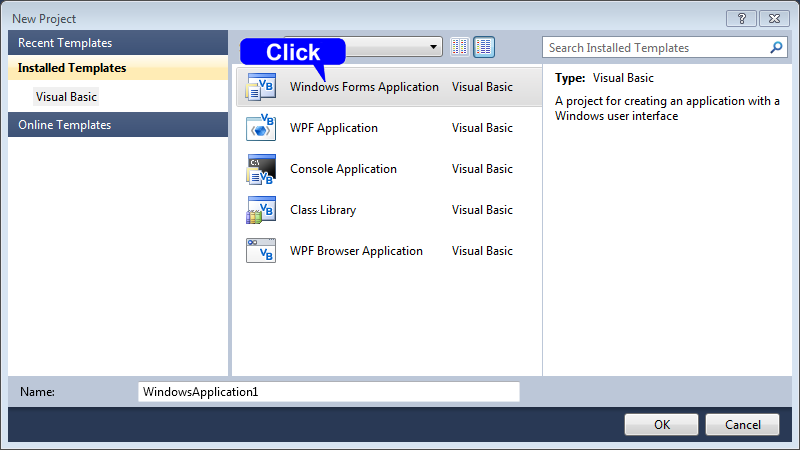 New Project
Recent Templates
Installed Templates
Visual Basic
Online Templates
Click
Search Installed Templates
Windows Forms Application Visual Basic
WPF Application Visual Basic
Console Application Visual Basic
Class Library Visual Basic
WPF Browser Application Visual Basic
Type: Visual Basic
A project for creating an application with a
Windows user interface
Name: WindowsApplication1
OK Cancel